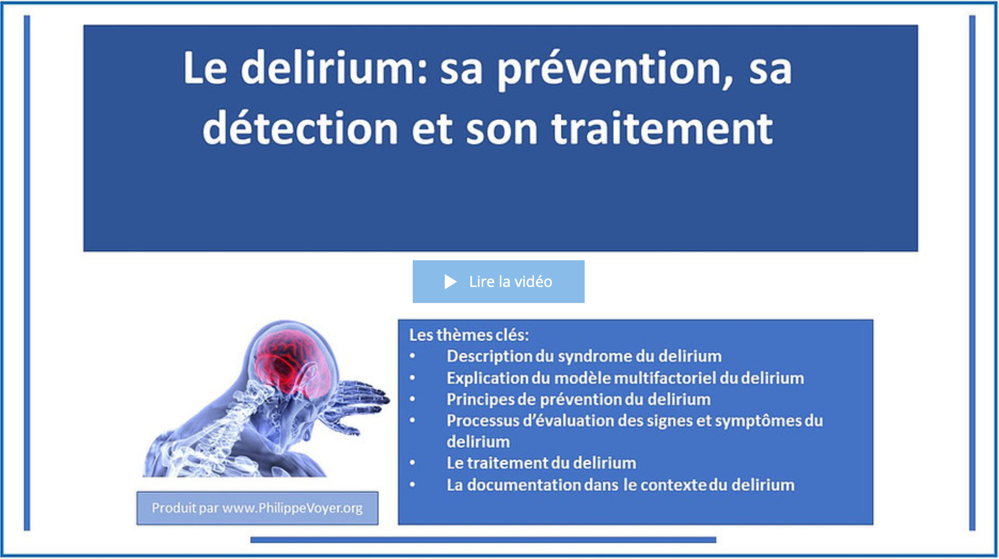 Le delirium: sa prévention, sa
détection et son traitement
Lire la vidéo
Les thèmes clés:
• Description du syndrome du delirium
• Explication du modèle multifactoriel du delirium
• Principes de prévention du delirium
• Processus d’évaluation des signes et symptômes du
delirium
• Le traitement du delirium
• La documentation dans le contexte du delirium
Produit par www.PhilippeVoyer.org